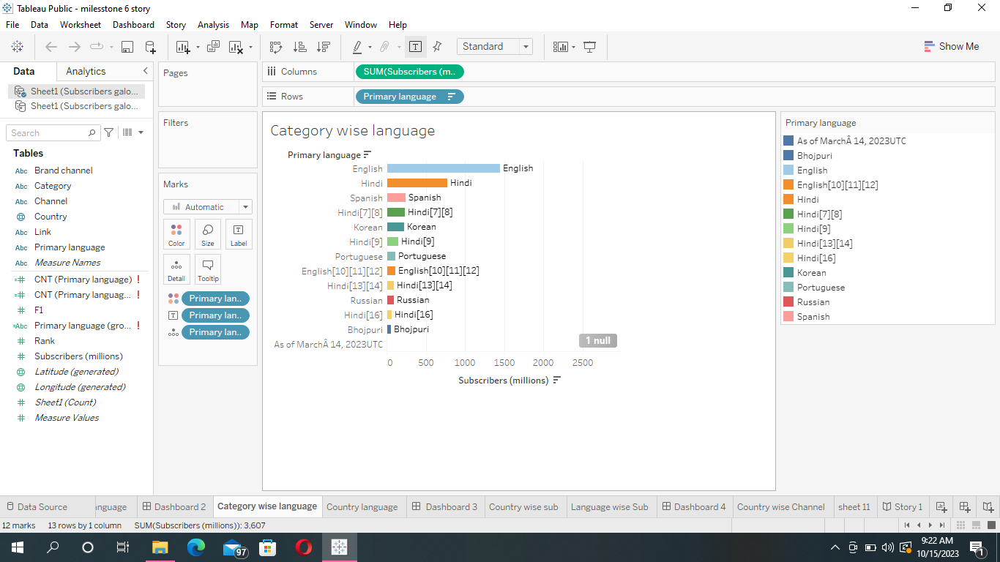 Tableau Public - milesstone 6 story
File Data Worksheet Dashboard Story Analysis Map Format Server Window Help
Standard
Show Me
Data Analytics
Sheet1 (Subscribers galo...
Sheet1 (Subscribers galo...
Search
Tables
Abc Brand channel
Abc Category
Abc Channel
Country
Abc Link
Abc Primary language
Abc Measure Names
=# CNT (Primary language) !
=# CNT (Primary languag... !
# F1
=Abc Primary language (gro... !
# Rank
# Subscribers (millions)
Latitude (generated)
Longitude (generated)
# Sheet1 (Count)
# Measure Values
Pages
Filters
Marks
Automatic
Color Size Label
Detail Tooltip
Primary lan..
Primary lan..
Primary lan..
Columns SUM(Subscribers (m..
Rows Primary language
Category wise language
Primary language
English English
Hindi Hindi
Spanish Spanish
Hindi[7][8] Hindi[7][8]
Korean Korean
Hindi[9] Hindi[9]
Portuguese Portuguese
English[10][11][12] English[10][11][12]
Hindi[13][14] Hindi[13][14]
Russian Russian
Hindi[16] Hindi[16]
Bhojpuri Bhojpuri
As of MarchÂ 14, 2023UTC
1 null
0 500 1000 1500 2000 2500
Subscribers (millions)
Primary language
As of MarchÂ 14, 2023UTC
Bhojpuri
English
English[10][11][12]
Hindi
Hindi[7][8]
Hindi[9]
Hindi[13][14]
Hindi[16]
Korean
Portuguese
Russian
Spanish
Data Source nguage Dashboard 2 Category wise language Country language Dashboard 3 Country wise sub Language wise Sub Dashboard 4 Country wise Channel sheet 11 Story 1
12 marks 13 rows by 1 column SUM(Subscribers (millions)): 3,607
97
9:22 AM
10/15/2023
1